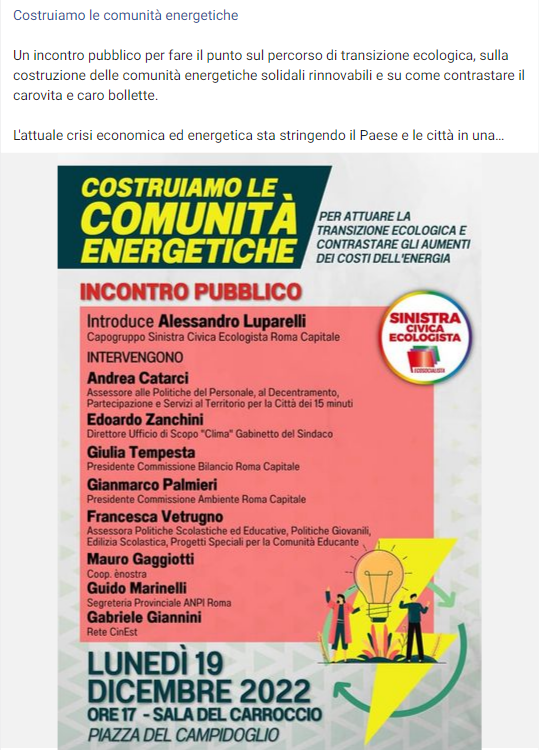 Costruiamo le comunità energetiche
Un incontro pubblico per fare il punto sul percorso di transizione ecologica, sulla
costruzione delle comunità energetiche solidali rinnovabili e su come contrastare il
carovita e caro bollette.
L'attuale crisi economica ed energetica sta stringendo il Paese e le città in una...
COSTRUIAMO LE
COMUNITÀ
ENERGETICHE
PER ATTUARE LA
TRANSIZIONE ECOLOGICA E
CONTRASTARE GLI AUMENTI
DEI COSTI DELL'ENERGIA
INCONTRO PUBBLICO
Introduce Alessandro Luparelli
Capogruppo Sinistra Civica Ecologista Roma Capitale
SINISTRA
CIVICA
ECOLOGISTA
ECOSOCIALISTA
INTERVENGONO
Andrea Catarci
Assessore alle Politiche del Personale, al Decentramento,
Partecipazione e Servizi al Territorio per la Città dei 15 minuti
Edoardo Zanchini
Direttore Ufficio di Scopo "Clima" Gabinetto del Sindaco
Giulia Tempesta
Presidente Commissione Bilancio Roma Capitale
Gianmarco Palmieri
Presidente Commissione Ambiente Roma Capitale
Francesca Vetrugno
Assessora Politiche Scolastiche ed Educative, Politiche Giovanili,
Edilizia Scolastica, Progetti Speciali per la Comunità Educante
Mauro Gaggiotti
Coop. ènostra
Guido Marinelli
Segreteria Provinciale ANPI Roma
Gabriele Giannini
Rete CinEst
LUNEDÌ 19
DICEMBRE 2022
ORE 17 - SALA DEL CARROCCIO
PIAZZA DEL CAMPIDOGLIO